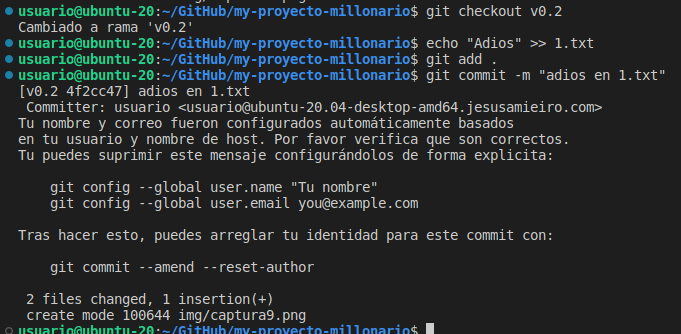 usuario@ubuntu-20:~/GitHub/my-proyecto-millonario$ git checkout v0.2
Cambiado a rama 'v0.2'
usuario@ubuntu-20:~/GitHub/my-proyecto-millonario$ echo "Adios" >> 1.txt
usuario@ubuntu-20:~/GitHub/my-proyecto-millonario$ git add .
usuario@ubuntu-20:~/GitHub/my-proyecto-millonario$ git commit -m "adios en 1.txt"
[v0.2 4f2cc47] adios en 1.txt
 Committer: usuario <usuario@ubuntu-20.04-desktop-amd64.jesusamieiro.com>
Tu nombre y correo fueron configurados automáticamente basados
en tu usuario y nombre de host. Por favor verifica que son correctos.
Tu puedes suprimir este mensaje configurándolos de forma explicita:

    git config --global user.name "Tu nombre"
    git config --global user.email you@example.com

Tras hacer esto, puedes arreglar tu identidad para este commit con:

    git commit --amend --reset-author

 2 files changed, 1 insertion(+)
 create mode 100644 img/captura9.png
usuario@ubuntu-20:~/GitHub/my-proyecto-millonario$